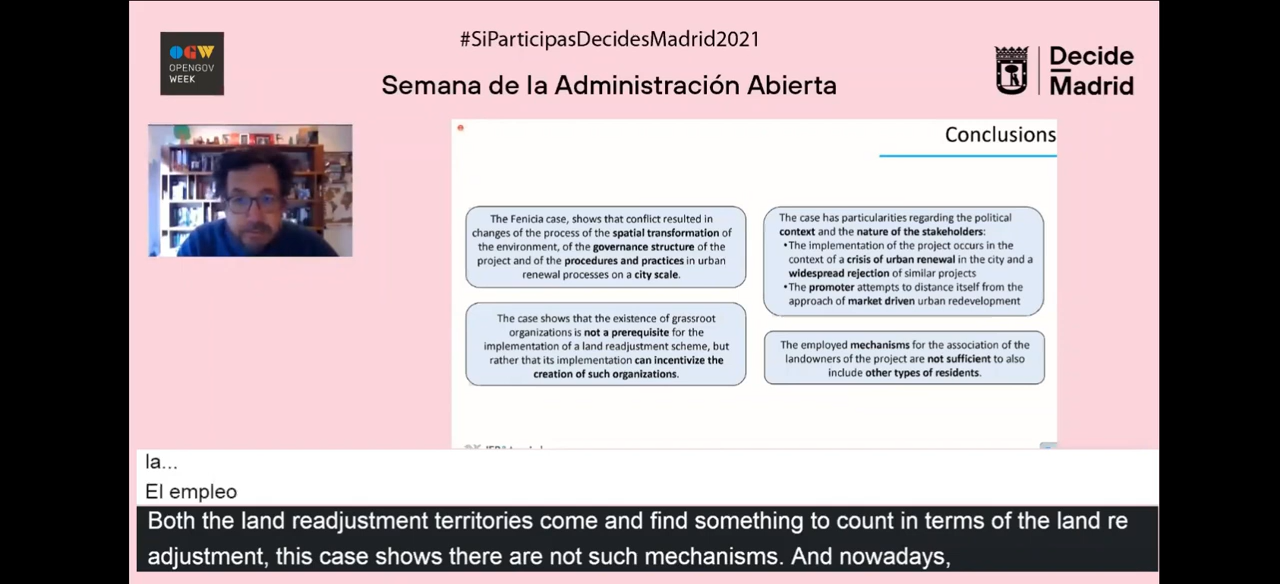 #SiParticipasDecidesMadrid2021
OGW
OPENGOV
WEEK
Semana de la Administración Abierta
Decide
Madrid
Conclusions
The Fenicia case, shows that conflict resulted in
changes of the process of the spatial transformation of
the environment, of the governance structure of the
project and of the procedures and practices in urban
renewal processes on a city scale.
The case shows that the existence of grassroot
organizations is not a prerequisite for the
implementation of a land readjustment scheme, but
rather that its implementation can incentivize the
creation of such organizations.
The case has particularities regarding the political
context and the nature of the stakeholders:
•The implementation of the project occurs in the
context of a crisis of urban renewal in the city and a
widespread rejection of similar projects
•The promoter attempts to distance itself from the
approach of market driven urban redevelopment
The employed mechanisms for the association of the
landowners of the project are not sufficient to also
include other types of residents.
la...
El empleo
Both the land readjustment territories come and find something to count in terms of the land re
adjustment, this case shows there are not such mechanisms. And nowadays,